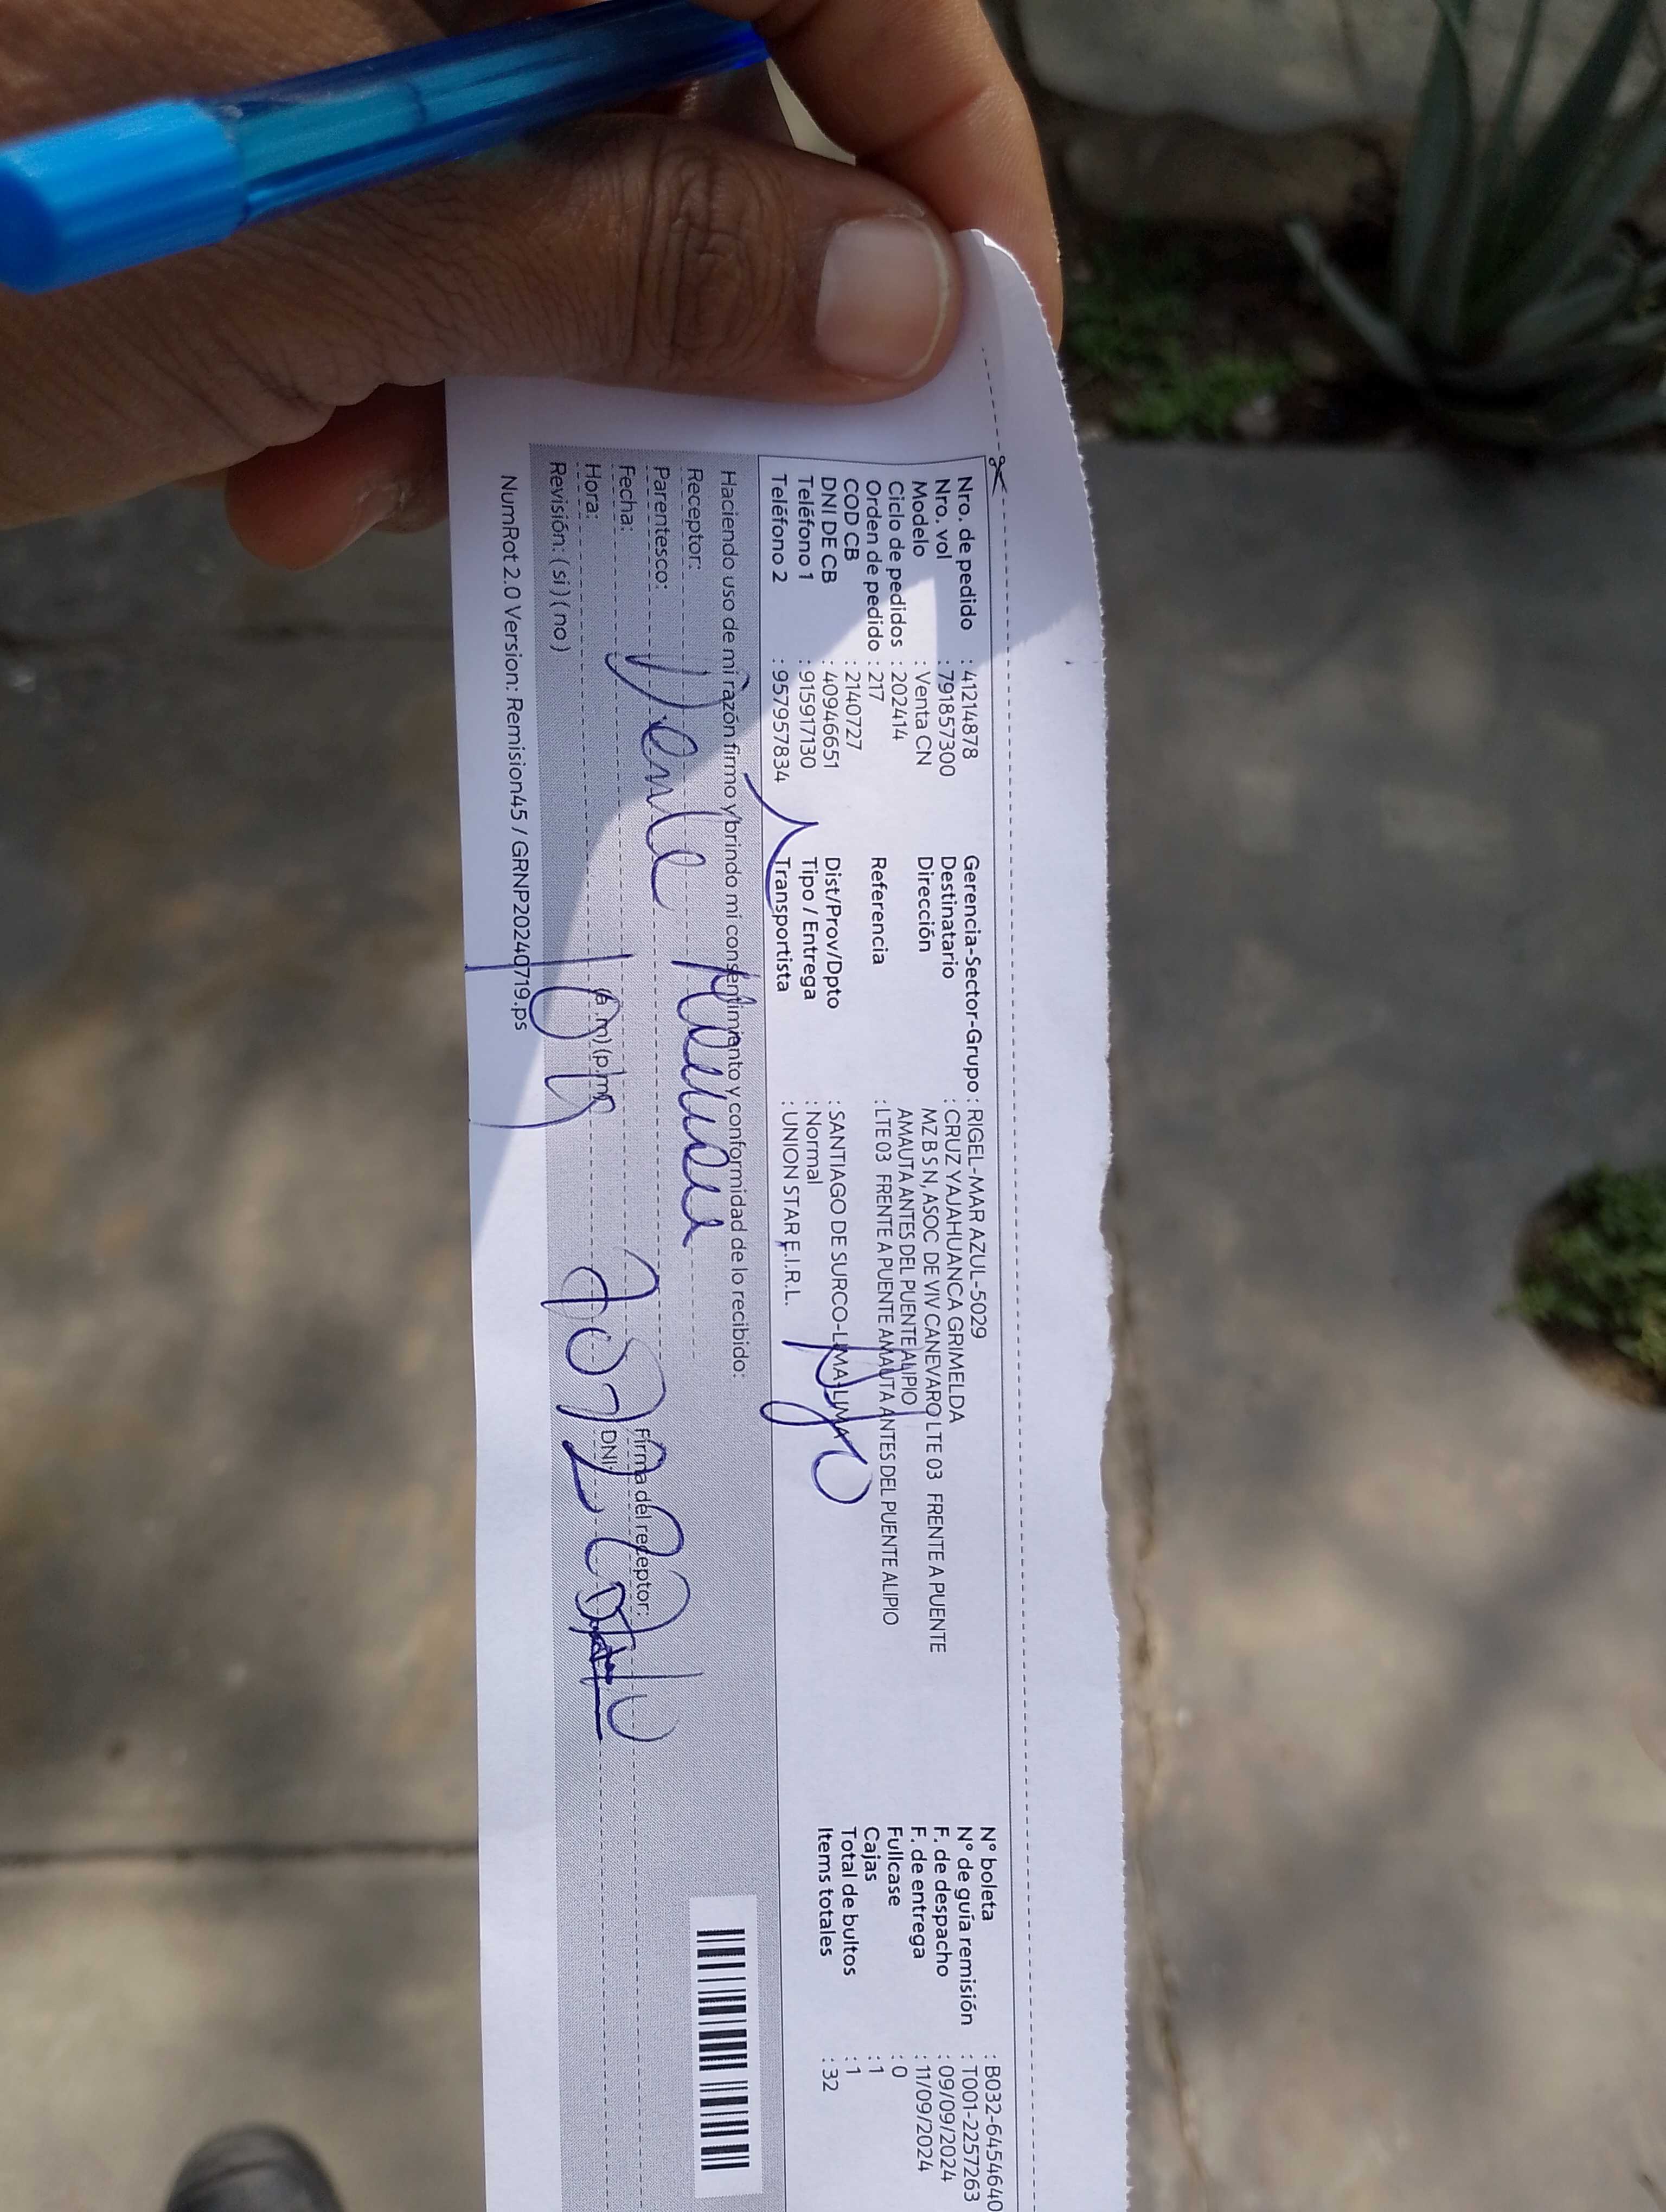 Nro. de pedido : 41214878
Nro. vol : 791857300
Modelo : Venta CN
Ciclo de pedidos : 202414
Orden de pedido : 217
COD CB : 21440727
DNI DE CB : 40946651
Teléfono 1 : 915917130
Teléfono 2 : 957957834
Gerencia-Sector-Grupo : RIGEL-MAR AZUL-5029
Destinatario : CRUZ YAJAHUANCA GRIMELDA
Dirección MZ B S N, ASOC DE VIV CANEVARO LTE 03 FRENTE A PUENTE
AMAUTA ANTES DEL PUENTE ALIPIO
Referencia : LTE 03 FRENTE A PUENTE AMAUTA ANTES DEL PUENTE ALIPIO
Dist/Prov/Dpto : SANTIAGO DE SURCO-LIMA-LIMA
Tipo / Entrega : Normal
Transportista : UNION STAR E.I.R.L.
N° boleta : B032-6454640
N° de guía remisión : T001-2257263
F. de despacho : 09/09/2024
F. de entrega : 11/09/2024
Fullcase : 0
Cajas : 1
Total de bultos : 1
Items totales : 32
Haciendo uso de mi razón firmo y brindo mi consentimiento y conformidad de lo recibido:
Receptor:
Parentesco:
Fecha:
Hora: (a.m) (p.m)
Revisión: ( si ) ( no )
Firma del receptor:
DNI:
NumRot 2.0 Version: Remision45 / GRNP20240719.ps